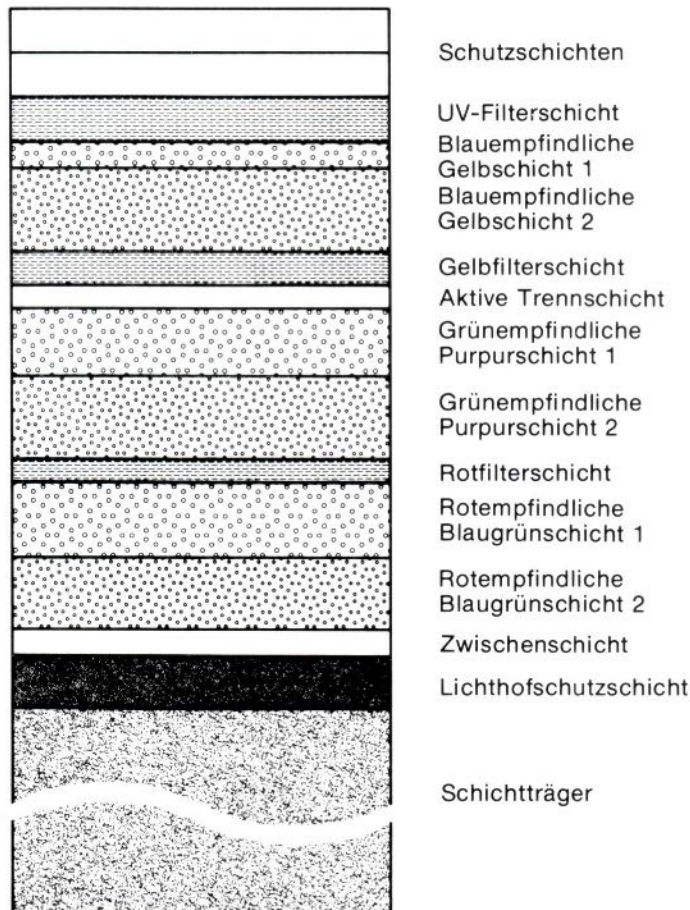 Schutzschichten
UV-Filterschicht
Blauempfindliche
Gelbschicht 1
Blauempfindliche
Gelbschicht 2
Gelbfilterschicht
Aktive Trennschicht
Grünempfindliche
Purpurschicht 1
Grünempfindliche
Purpurschicht 2
Rotfilterschicht
Rotempfindliche
Blaugrünschicht 1
Rotempfindliche
Blaugrünschicht 2
Zwischenschicht
Lichthofschutzschicht
Schichtträger